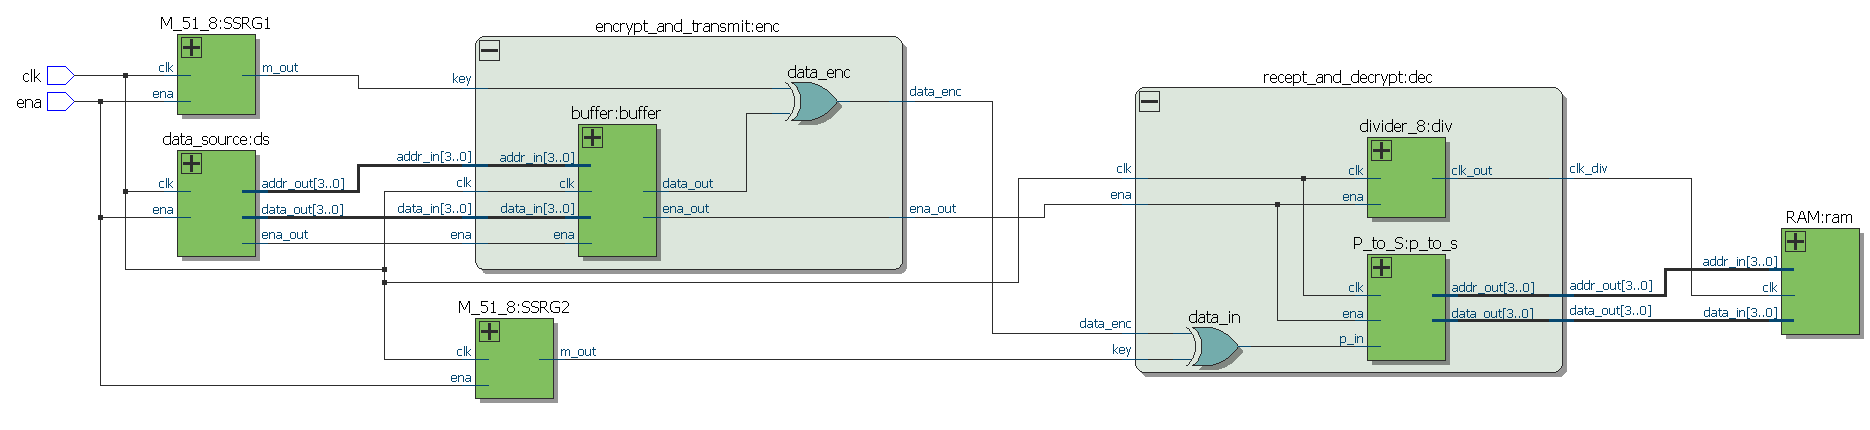 M_51_8:SSRG1
clk
ena
clk
ena
m_out
data_source:ds
clk
ena
addr_out[3..0]
data_out[3..0]
ena_out
encrypt_and_transmit:enc
key
addr_in[3..0]
clk
data_in[3..0]
ena
buffer:buffer
addr_in[3..0]
clk
data_in[3..0]
ena
data_out
ena_out
data_enc
data_enc
ena_out
M_51_8:SSRG2
clk
ena
m_out
recept_and_decrypt:dec
clk
ena
data_enc
key
divider_8:div
clk
ena
clk_out
clk_div
P_to_S:p_to_s
clk
ena
p_in
addr_out[3..0]
data_out[3..0]
data_in
addr_out[3..0]
data_out[3..0]
RAM:ram
addr_in[3..0]
clk
data_in[3..0]